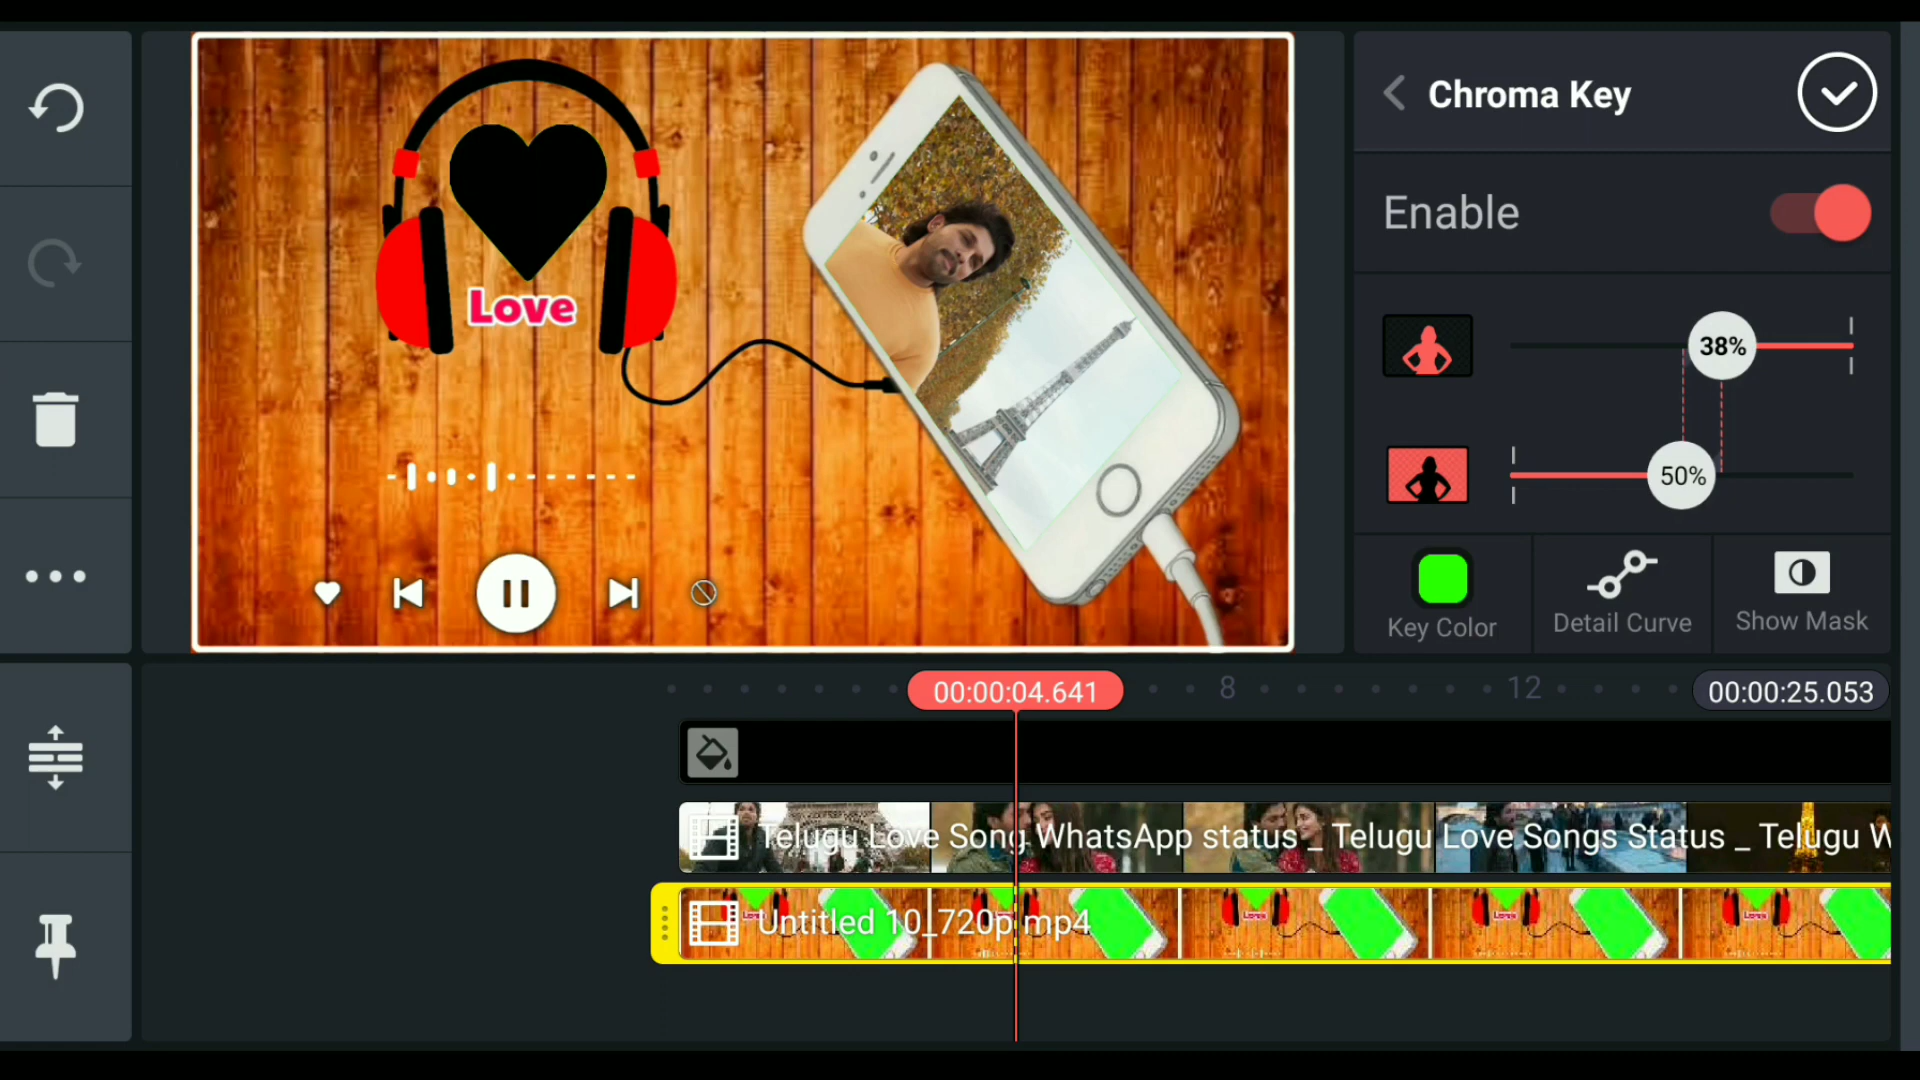 Chroma Key
Enable
Love
38%
50%
Key Color
Detail Curve
Show Mask
00:00:04.641
8
12
00:00:25.053
Telugu Love Song WhatsApp status _ Telugu Love Songs Status _ Telugu W
Untitled 10_720p mp4